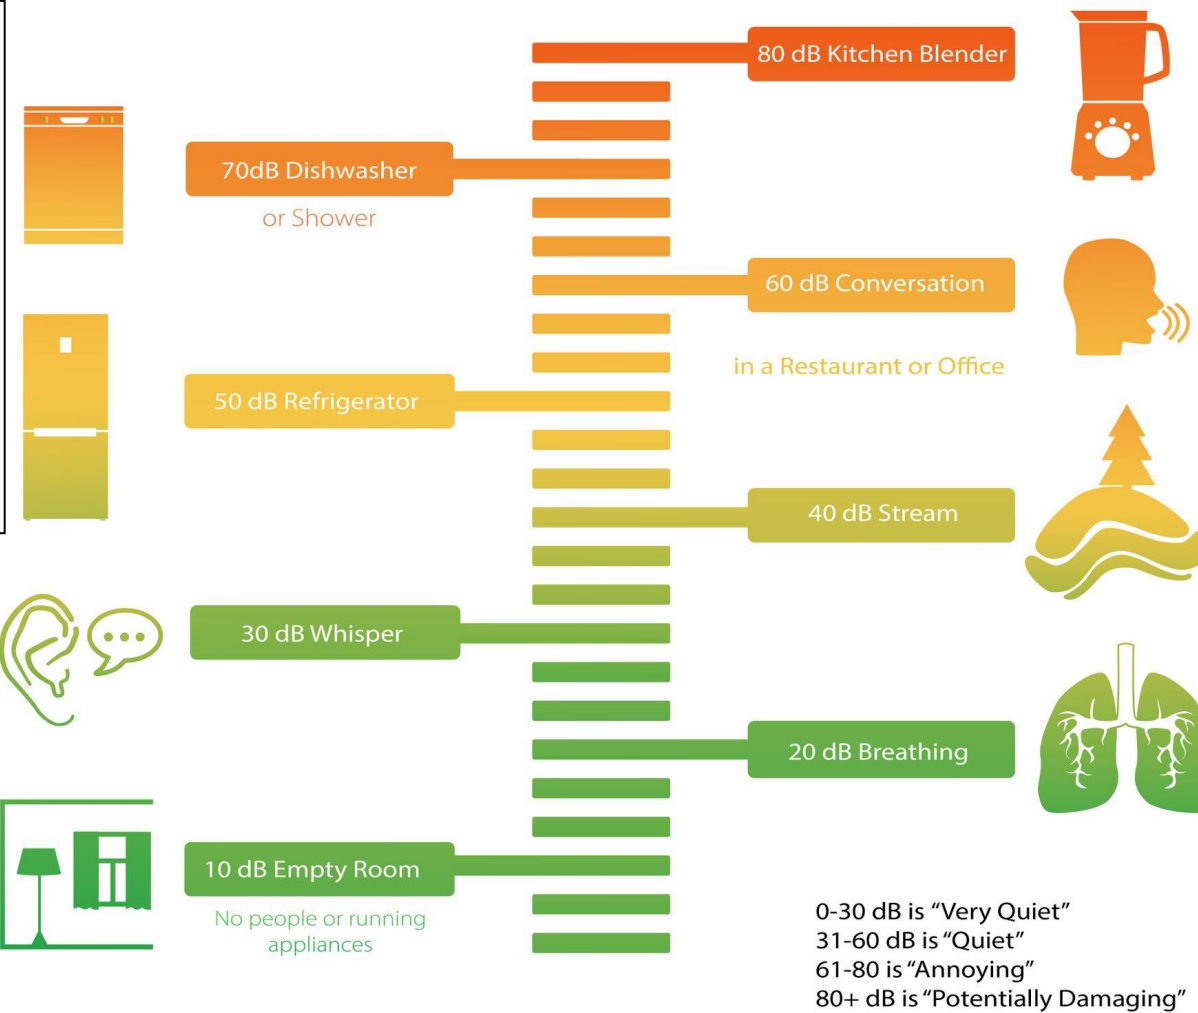 80 dB Kitchen Blender
70dB Dishwasher
or Shower
60 dB Conversation
in a Restaurant or Office
50 dB Refrigerator
40 dB Stream
30 dB Whisper
20 dB Breathing
10 dB Empty Room
No people or running
appliances
0-30 dB is “Very Quiet”
31-60 dB is “Quiet”
61-80 is “Annoying”
80+ dB is “Potentially Damaging”